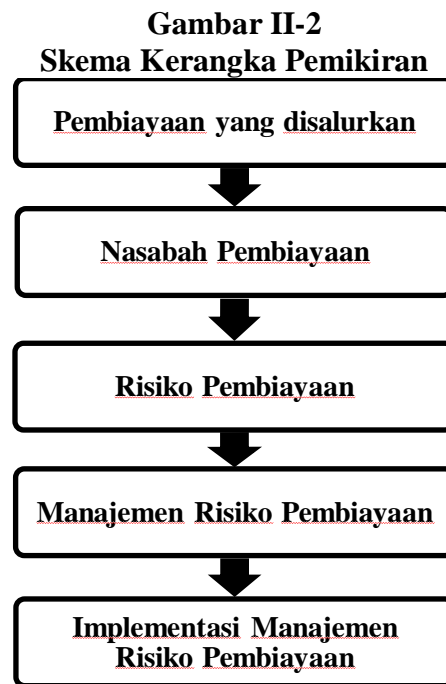 Gambar II-2
Skema Kerangka Pemikiran
Pembiayaan yang disalurkan
Nasabah Pembiayaan
Risiko Pembiayaan
Manajemen Risiko Pembiayaan
Implementasi Manajemen
Risiko Pembiayaan